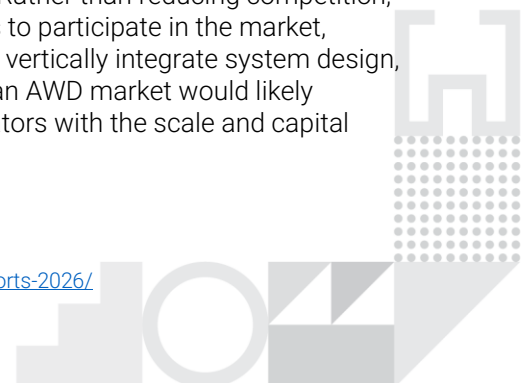 Rather than reducing competition,
s to participate in the market,
vertically integrate system design,
an AWD market would likely
tors with the scale and capital
orts-2026/